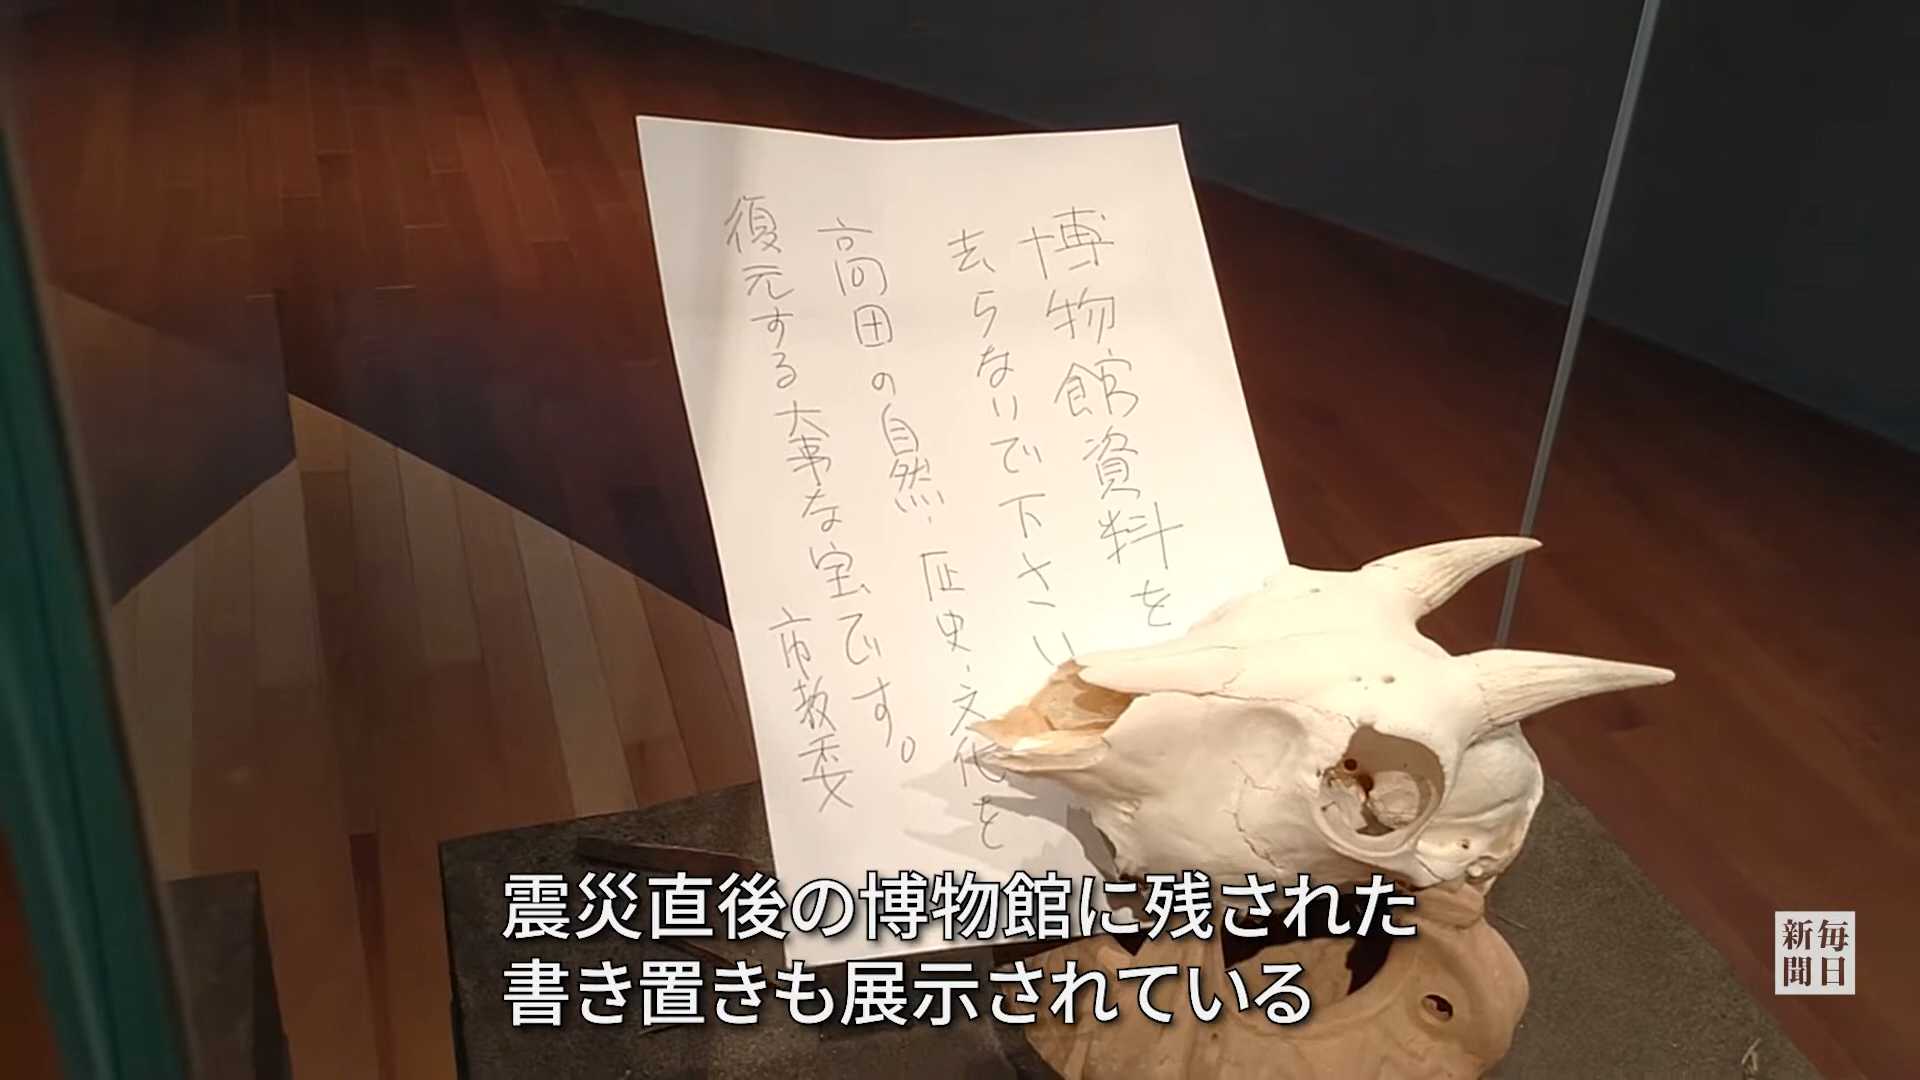 博物館資料を
去らないで下さい
高田の自然、歴史、文化を
復元する大事な宝です。
市教委
震災直後の博物館に残された
書き置きも展示されている
毎日
新聞